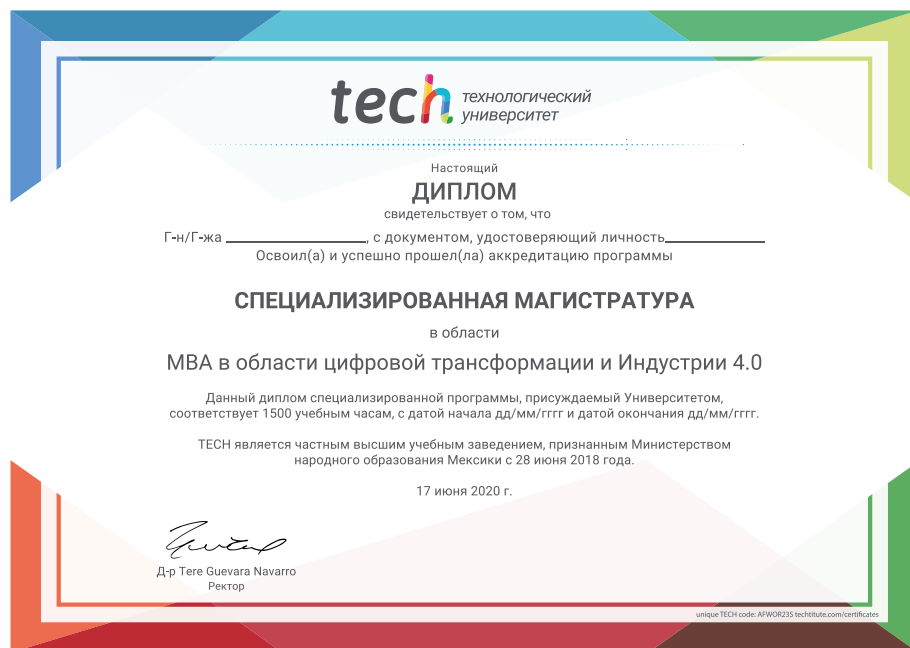 tech технологический
университет
Настоящий
ДИПЛОМ
свидетельствует о том, что
Г-н/Г-жа ____________, с документом, удостоверяющий личность____________
Освоил(а) и успешно прошел(ла) аккредитацию программы
СПЕЦИАЛИЗИРОВАННАЯ МАГИСТРАТУРА
в области
MBA в области цифровой трансформации и Индустрии 4.0
Данный диплом специализированной программы, присуждаемый Университетом,
соответствует 1500 учебным часам, с датой начала дд/мм/гггг и датой окончания дд/мм/гггг.
TECH является частным высшим учебным заведением, признанным Министерством
народного образования Мексики с 28 июня 2018 года.
17 июня 2020 г.
Д-р Tere Guevara Navarro
Ректор
unique TECH code: AFWOR23S techtitute.com/certificates